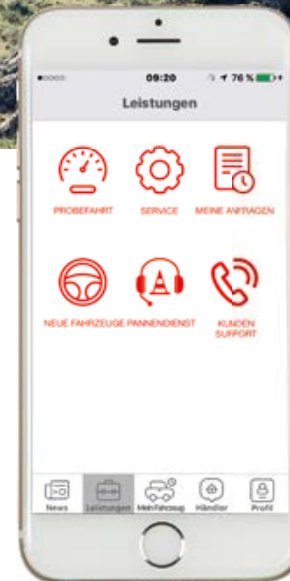 09:20 76 %
Leistungen
PROBEFAHRT SERVICE MEINE ANFRAGEN
NEUE FAHRZEUGE PANNENDIENST KUNDEN
SUPPORT
News Leistungen Mein Fahrzeug Händler Profil